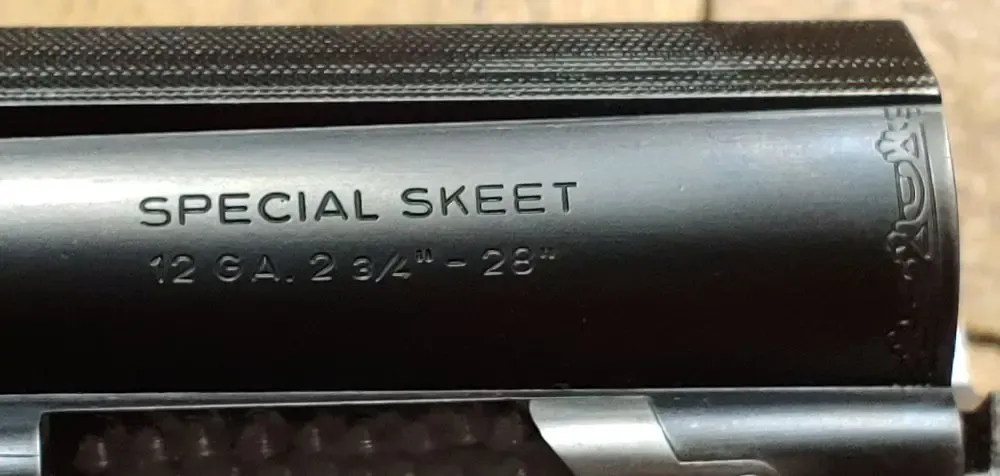 SPECIAL SKEET
12 GA. 2 3/4" - 28"